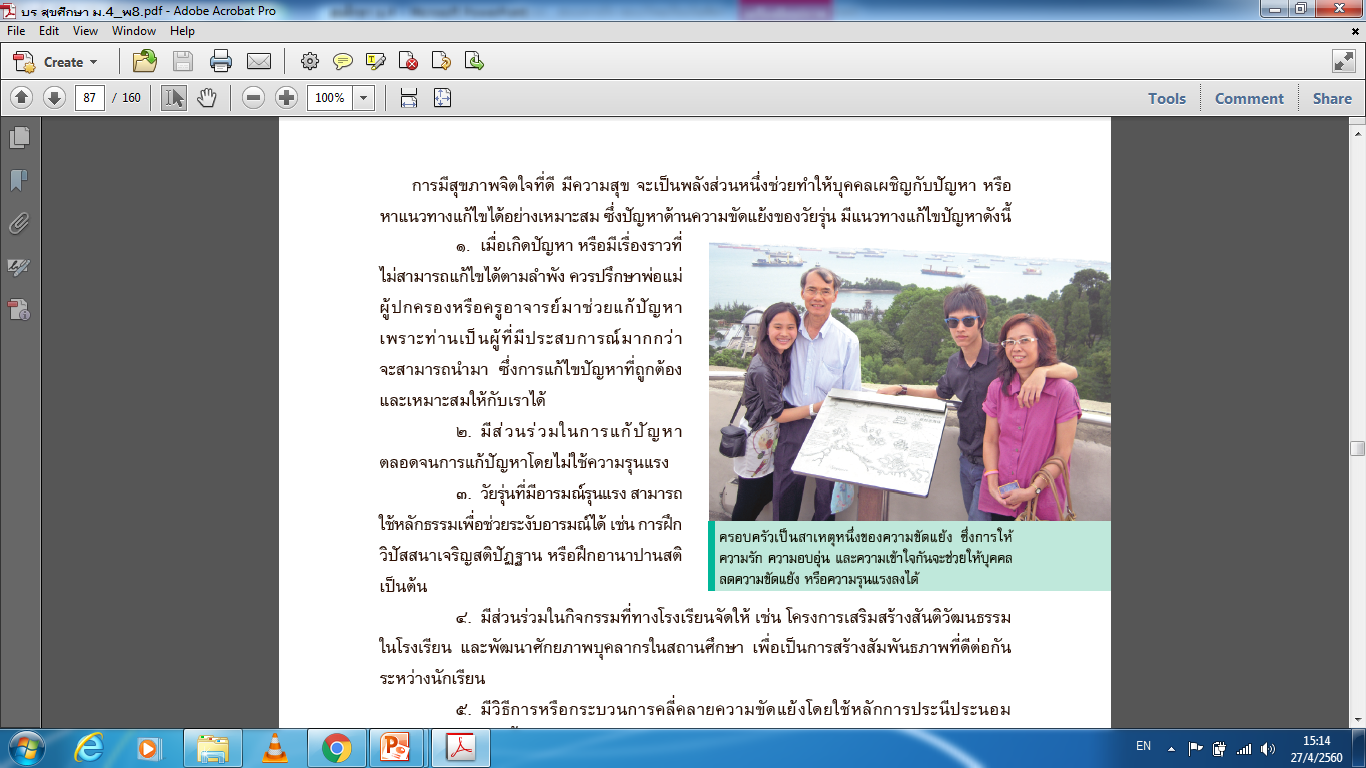 บร สุขศึกษา ม.4_พ8.pdf - Adobe Acrobat Pro
File Edit View Window Help
Create
87 / 160
100%
Tools Comment Share
การมีสุขภาพจิตใจที่ดี มีความสุข จะเป็นพลังส่วนหนึ่งช่วยทำให้บุคคลเผชิญกับปัญหา หรือ
หาแนวทางแก้ไขได้อย่างเหมาะสม ซึ่งปัญหาด้านความขัดแย้งของวัยรุ่น มีแนวทางแก้ไขปัญหาดังนี้
๑. เมื่อเกิดปัญหา หรือมีเรื่องราวที่
ไม่สามารถแก้ไขได้ตามลำพัง ควรปรึกษาพ่อแม่
ผู้ปกครองหรือครูอาจารย์มาช่วยแก้ปัญหา
เพราะท่านเป็นผู้ที่มีประสบการณ์มากกว่า
จะสามารถนำมา ซึ่งการแก้ไขปัญหาที่ถูกต้อง
และเหมาะสมให้กับเราได้
๒. มีส่วนร่วมในการแก้ปัญหา
ตลอดจนการแก้ปัญหาโดยไม่ใช้ความรุนแรง
๓. วัยรุ่นที่มีอารมณ์รุนแรง สามารถ
ใช้หลักธรรมเพื่อช่วยระงับอารมณ์ได้ เช่น การฝึก
วิปัสสนาเจริญสติปัฏฐาน หรือฝึกอานาปานสติ
เป็นต้น
ครอบครัวเป็นสาเหตุหนึ่งของความขัดแย้ง ซึ่งการให้
ความรัก ความอบอุ่น และความเข้าใจกันจะช่วยให้บุคคล
ลดความขัดแย้ง หรือความรุนแรงลงได้
๔. มีส่วนร่วมในกิจกรรมที่ทางโรงเรียนจัดให้ เช่น โครงการเสริมสร้างสันติวัฒนธรรม
ในโรงเรียน และพัฒนาศักยภาพบุคลากรในสถานศึกษา เพื่อเป็นการสร้างสัมพันธภาพที่ดีต่อกัน
ระหว่างนักเรียน
๕. มีวิธีการหรือกระบวนการคลี่คลายความขัดแย้งโดยใช้หลักการประนีประนอม
EN
15:14
27/4/2560